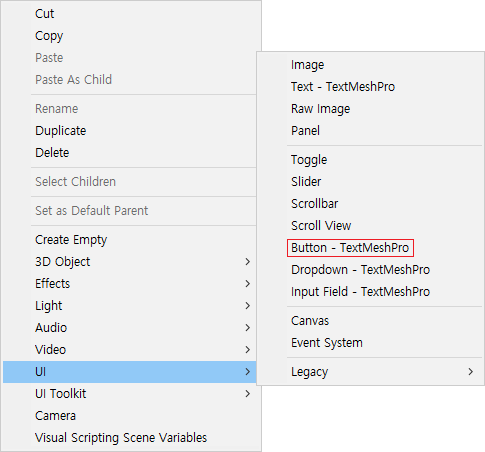 Cut
Copy
Paste
Paste As Child
Rename
Duplicate
Delete
Select Children
Set as Default Parent
Create Empty
3D Object
Effects
Light
Audio
Video
UI
UI Toolkit
Camera
Visual Scripting Scene Variables
Image
Text - TextMeshPro
Raw Image
Panel
Toggle
Slider
Scrollbar
Scroll View
Button - TextMeshPro
Dropdown - TextMeshPro
Input Field - TextMeshPro
Canvas
Event System
Legacy